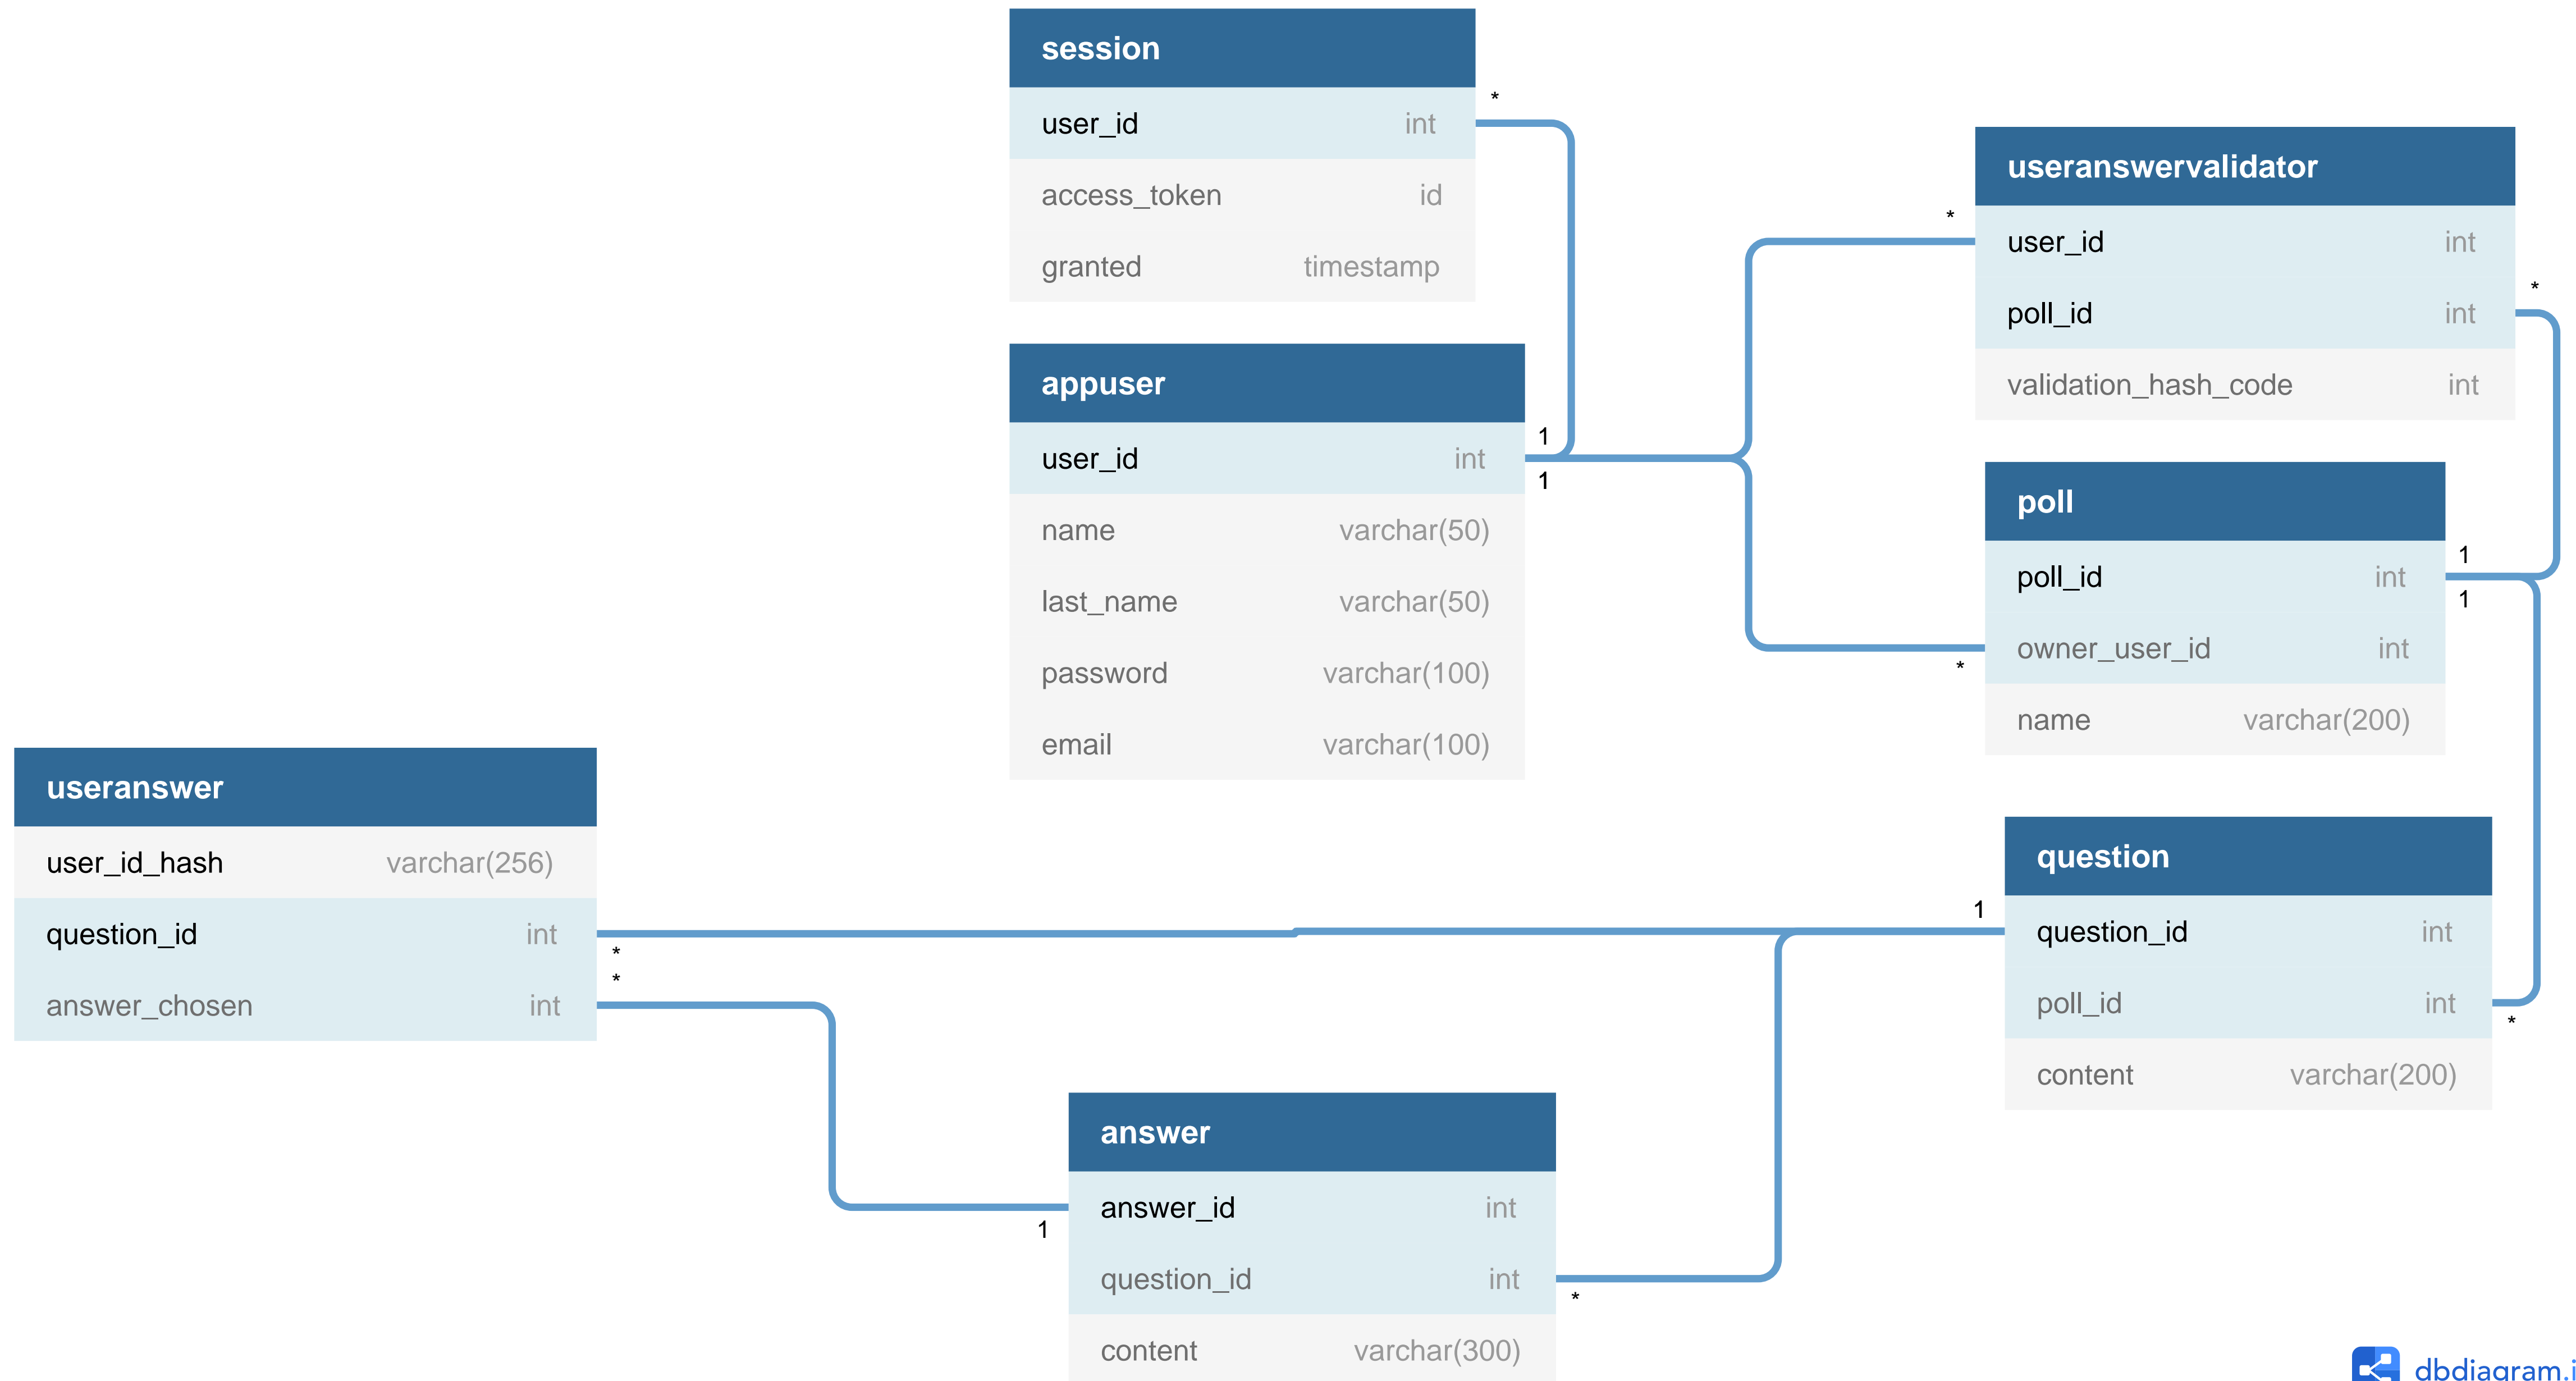 session
*
user_id int
access_token id
granted timestamp
useranswervalidator
*
user_id int
*
poll_id int
validation_hash_code int
appuser
1
user_id int
1
name varchar(50)
last_name varchar(50)
password varchar(100)
email varchar(100)
poll
1
poll_id int
1
owner_user_id int
*
name varchar(200)
useranswer
user_id_hash varchar(256)
question_id int
*
*
answer_chosen int
question
1
question_id int
poll_id int
*
content varchar(200)
answer
answer_id int
1
question_id int
*
content varchar(300)
dbdiagram.i